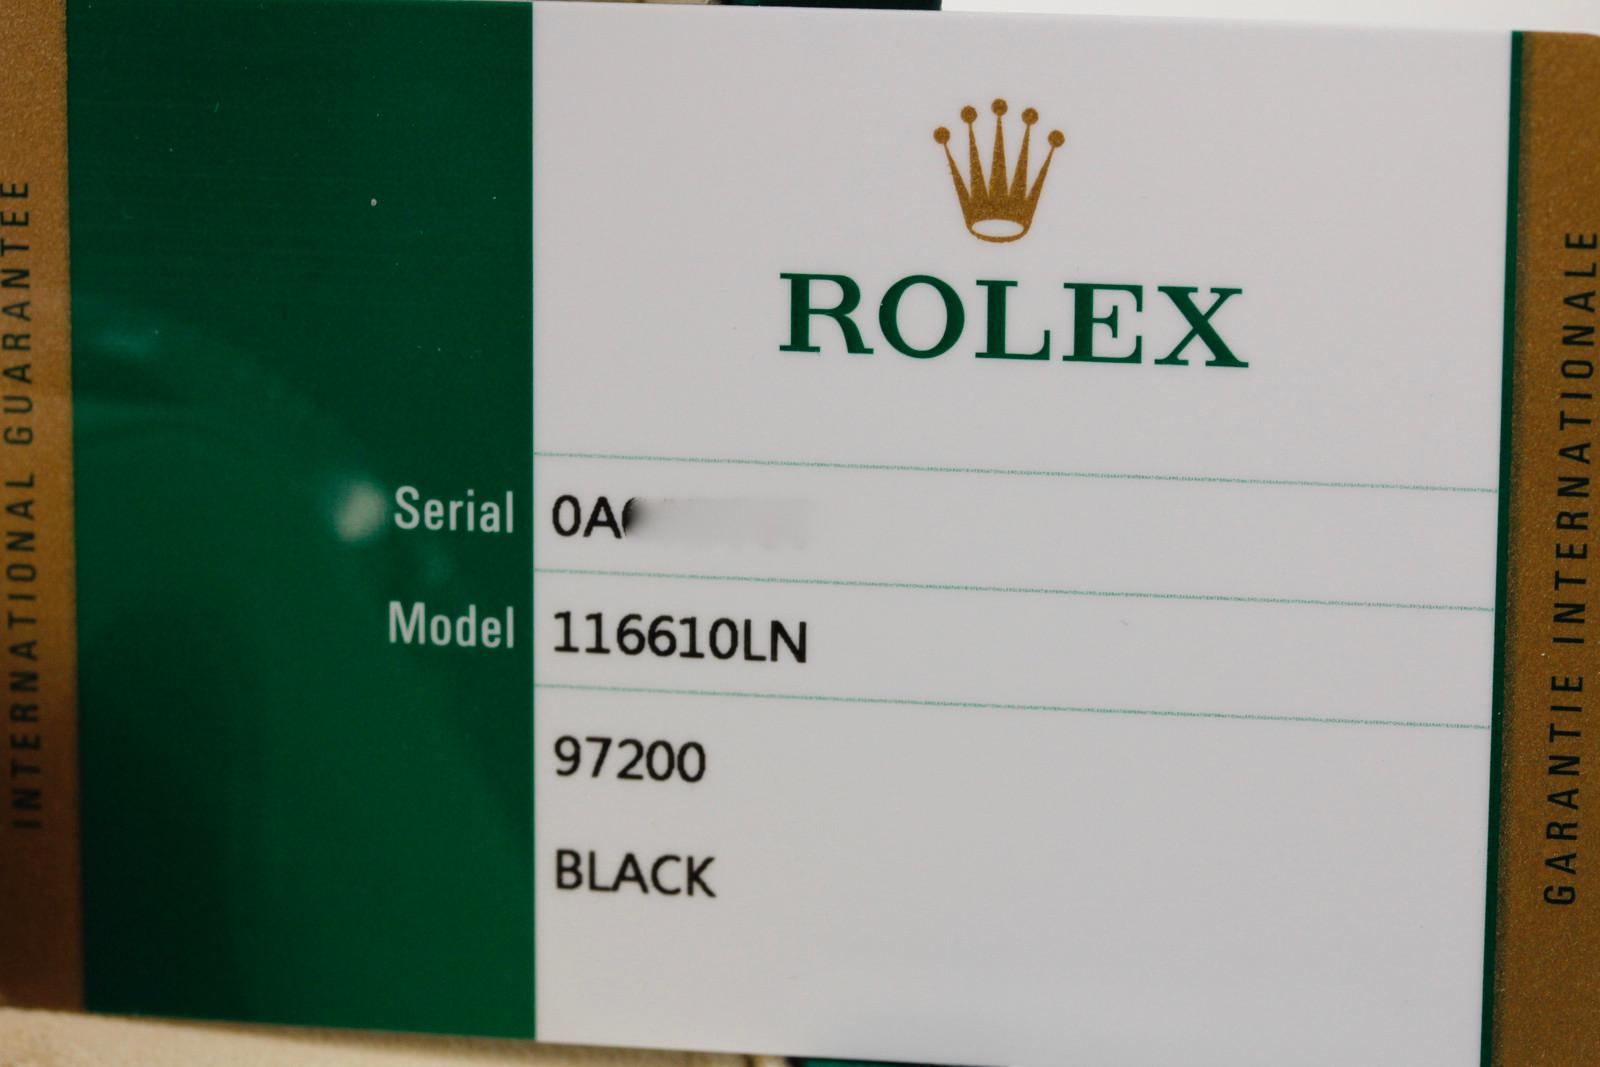 INTERNATIONAL GUARANTEE
ROLEX
Serial 0A
Model 116610LN
97200
BLACK
GARANTIE INTERNATIONALE